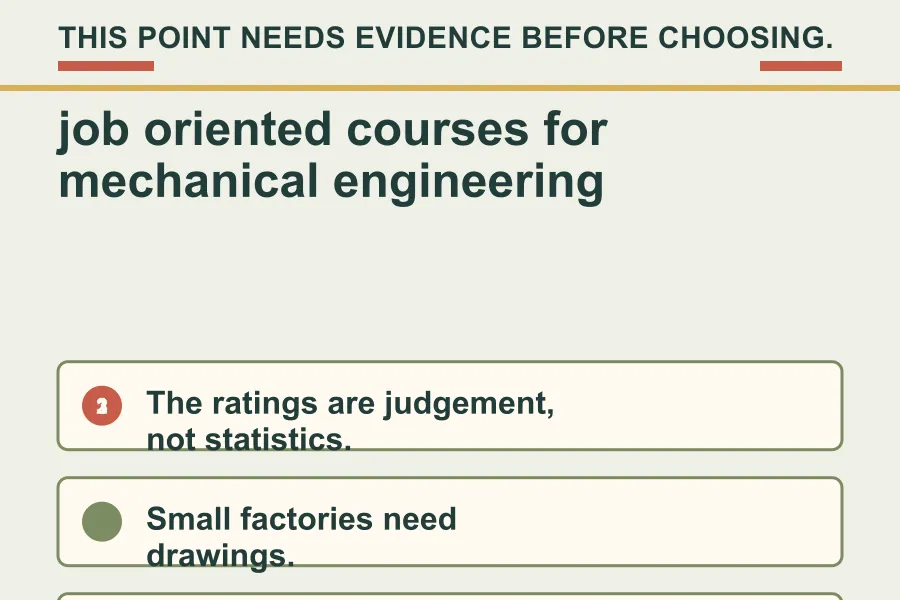 THIS POINT NEEDS EVIDENCE BEFORE CHOOSING.
job oriented courses for
mechanical engineering
The ratings are judgement,
not statistics.
Small factories need
drawings.